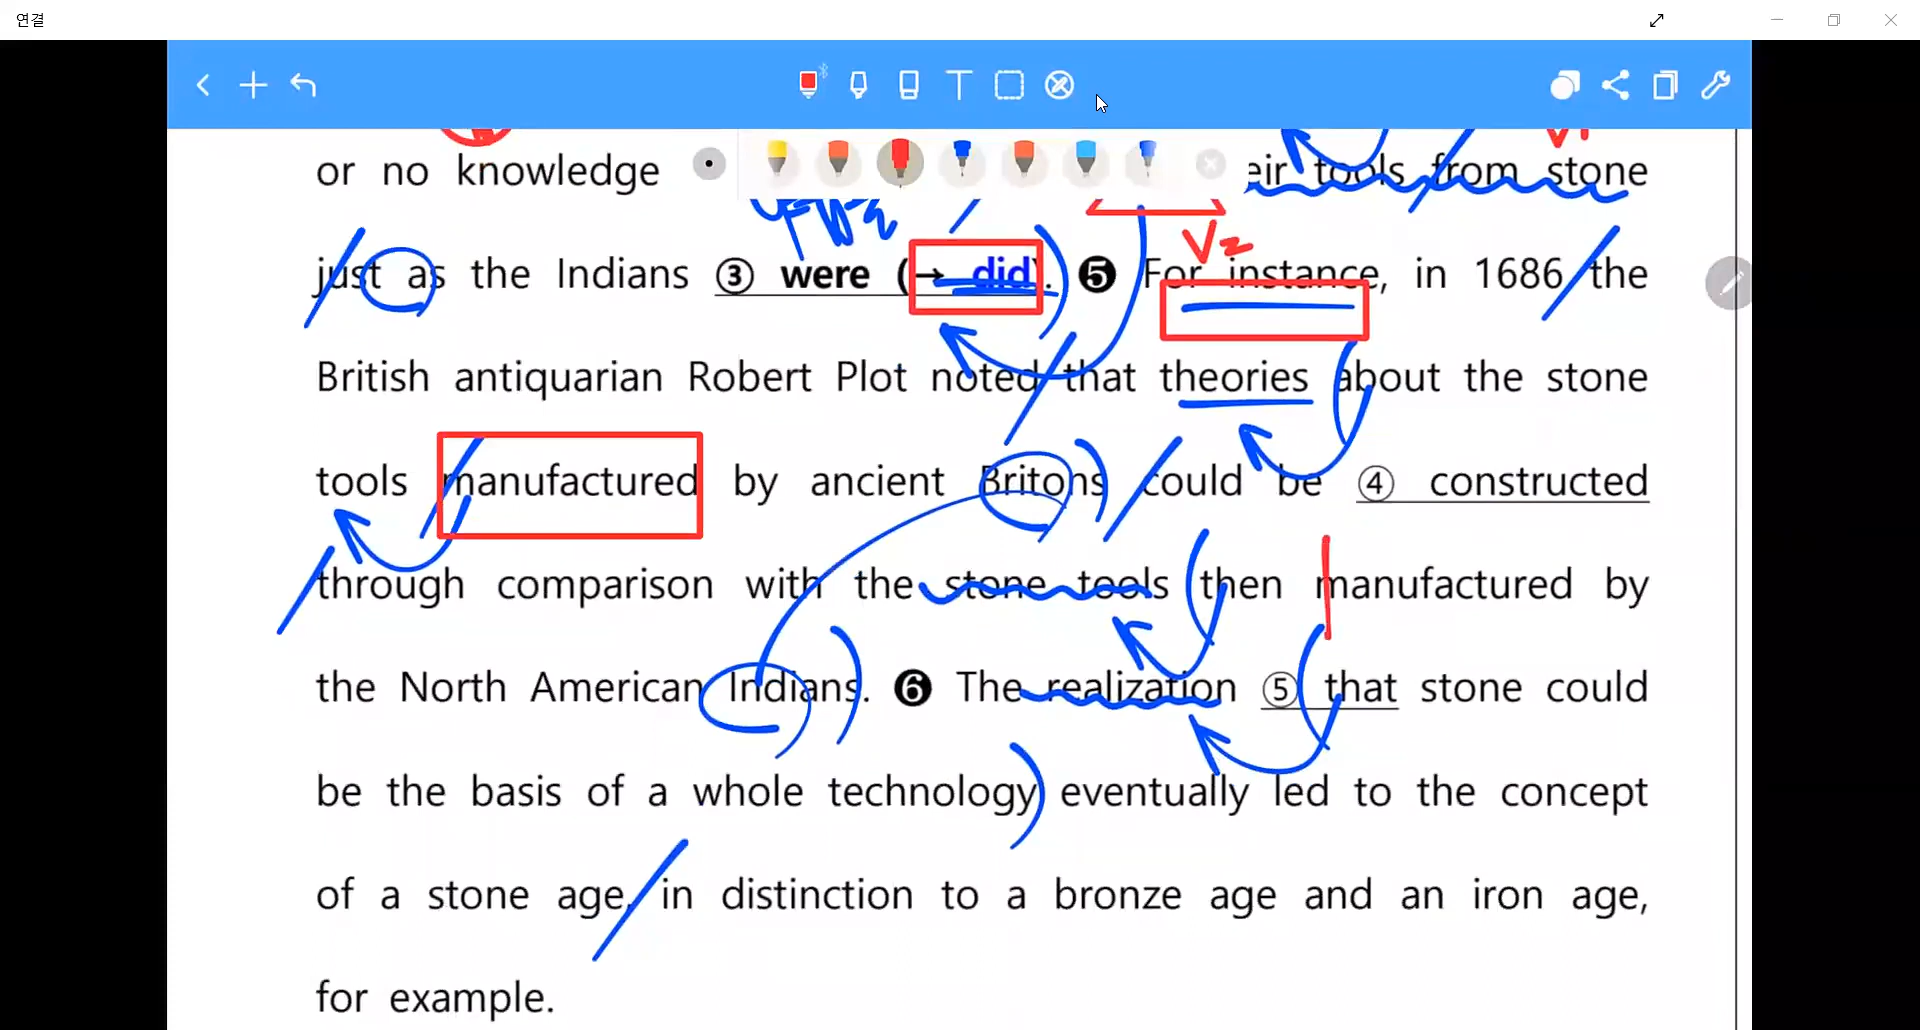 연결
or no knowledge eir tools from stone
V1
V2
just as the Indians ③ were (→ did). ❺ For instance, in 1686 the
British antiquarian Robert Plot noted that theories about the stone
tools manufactured by ancient Britons could be ④ constructed
through comparison with the stone tools then manufactured by
the North American Indians. ❻ The realization ⑤ that stone could
be the basis of a whole technology eventually led to the concept
of a stone age, in distinction to a bronze age and an iron age,
for example.